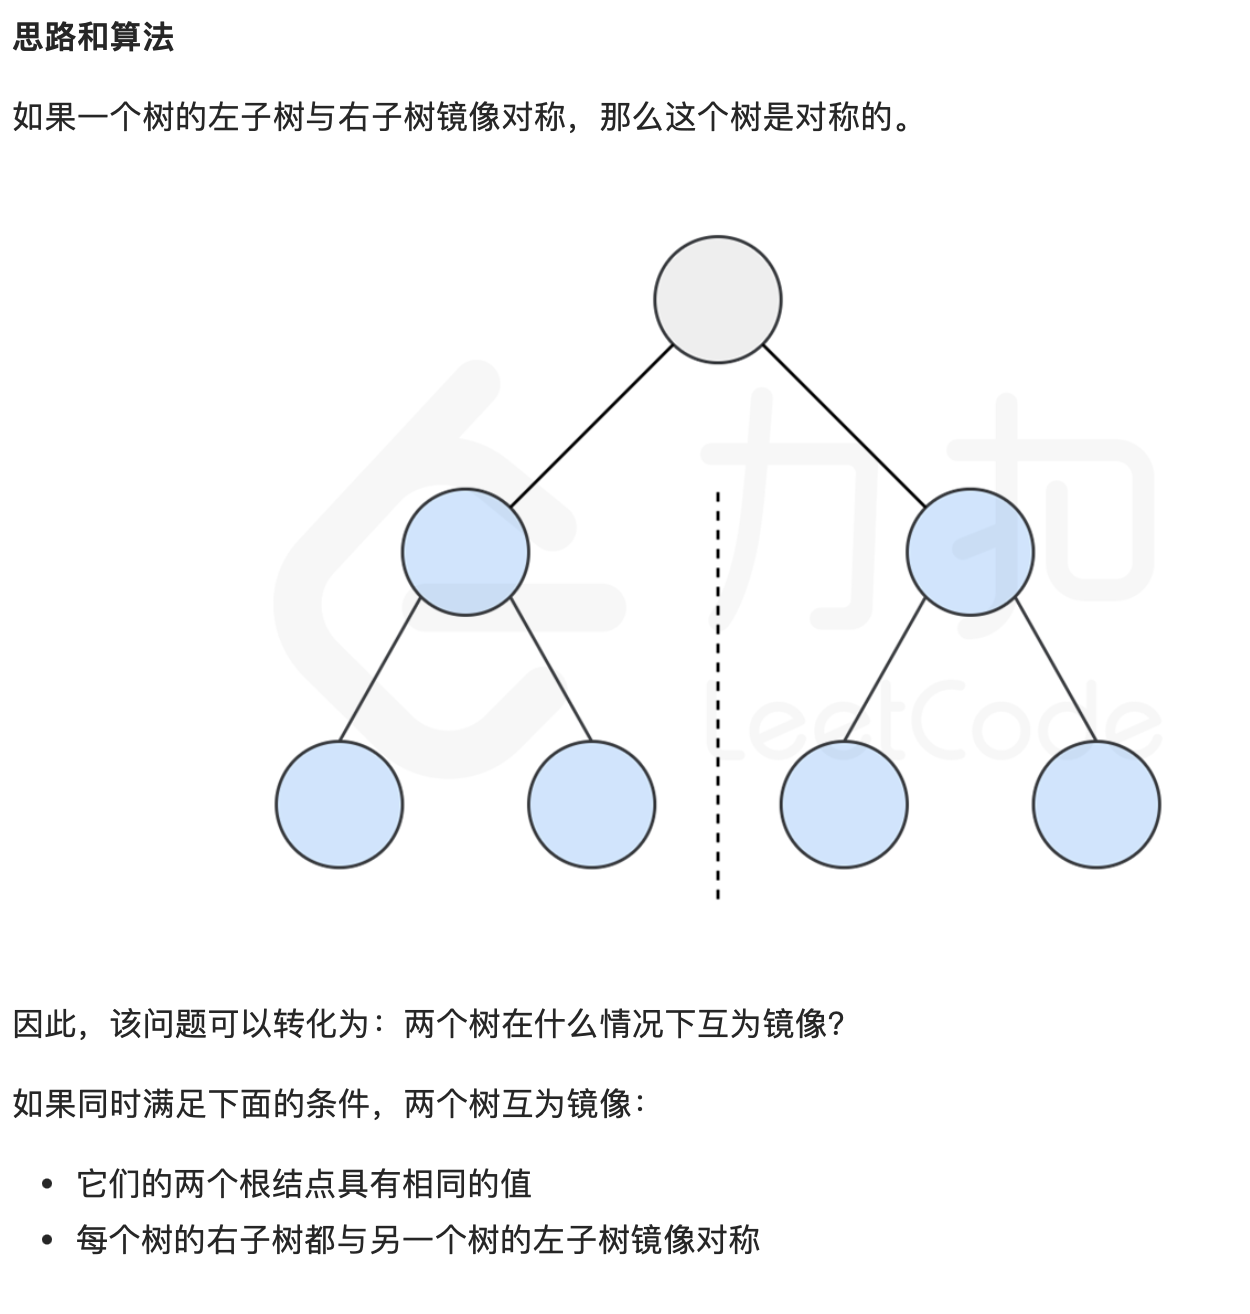 思路和算法
如果一个树的左子树与右子树镜像对称，那么这个树是对称的。
力扣
LeetCode
因此，该问题可以转化为：两个树在什么情况下互为镜像？
如果同时满足下面的条件，两个树互为镜像：
• 它们的两个根结点具有相同的值
• 每个树的右子树都与另一个树的左子树镜像对称